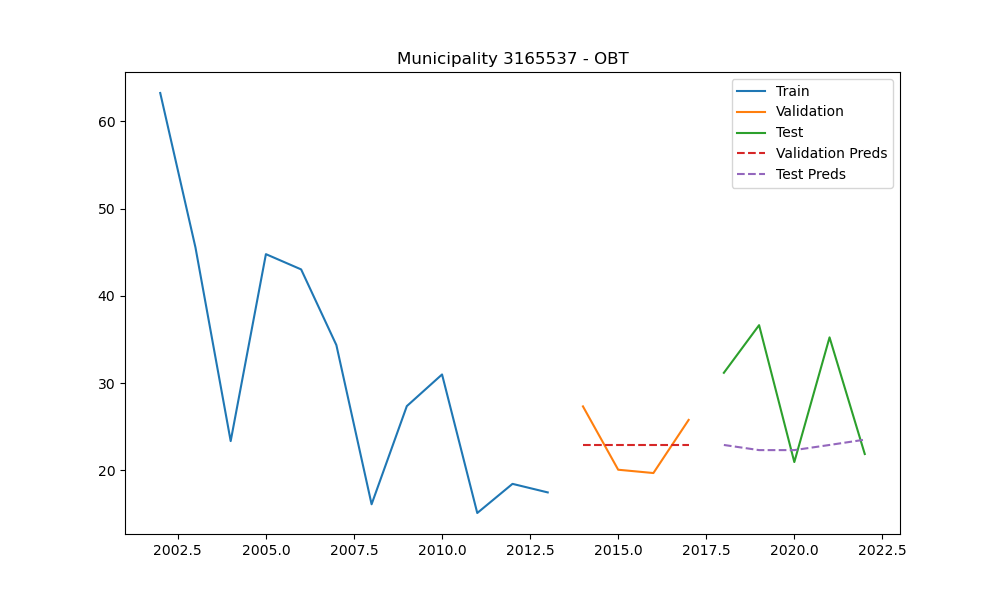 Municipality 3165537 - OBT
Train
Validation
Test
Validation Preds
Test Preds
60
50
40
30
20
2002.5 2005.0 2007.5 2010.0 2012.5 2015.0 2017.5 2020.0 2022.5